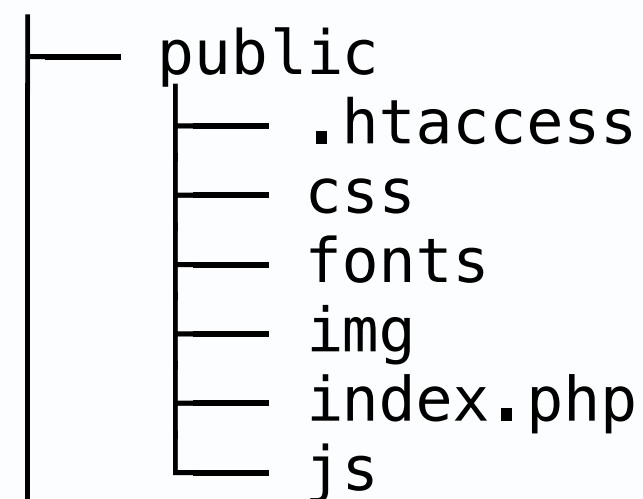 public
.htaccess
css
fonts
img
index.php
js